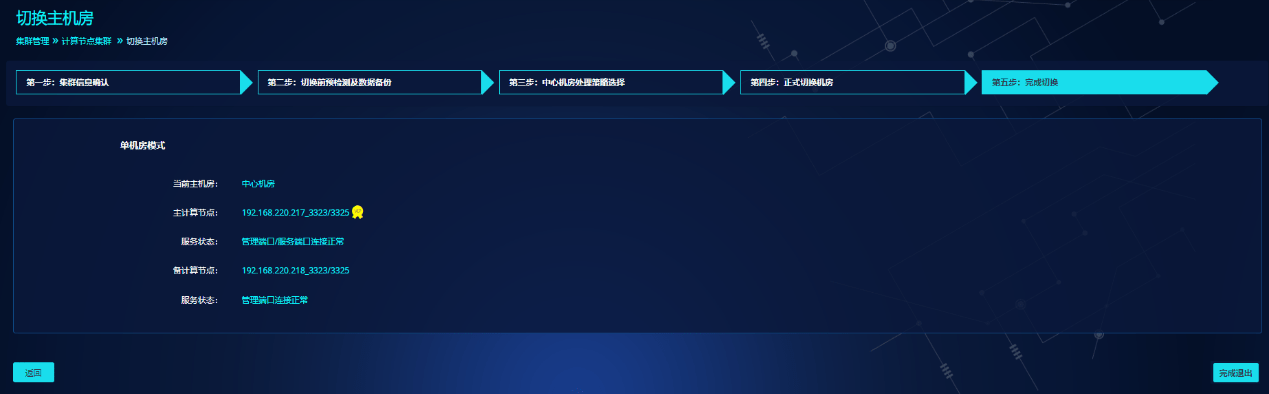 切换主机房
集群管理 » 计算节点集群 » 切换主机房
第一步：集群信息确认 第二步：切换前预检测及数据备份 第三步：中心机房处理策略选择 第四步：正式切换机房 第五步：完成切换
单机房模式
当前主机房： 中心机房
主计算节点： 192.168.220.217_3323/3325
服务状态： 管理端口/服务端口连接正常
备计算节点： 192.168.220.218_3323/3325
服务状态： 管理端口连接正常
返回 完成退出